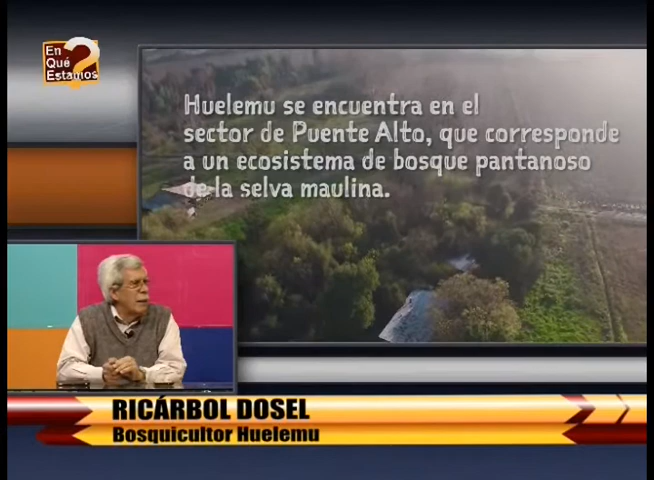 En
Qué
Estamos
?
Huelemu se encuentra en el
sector de Puente Alto, que corresponde
a un ecosistema de bosque pantanoso
de la selva maulina.
RICÁRBOL DOSEL
Bosquicultor Huelemu